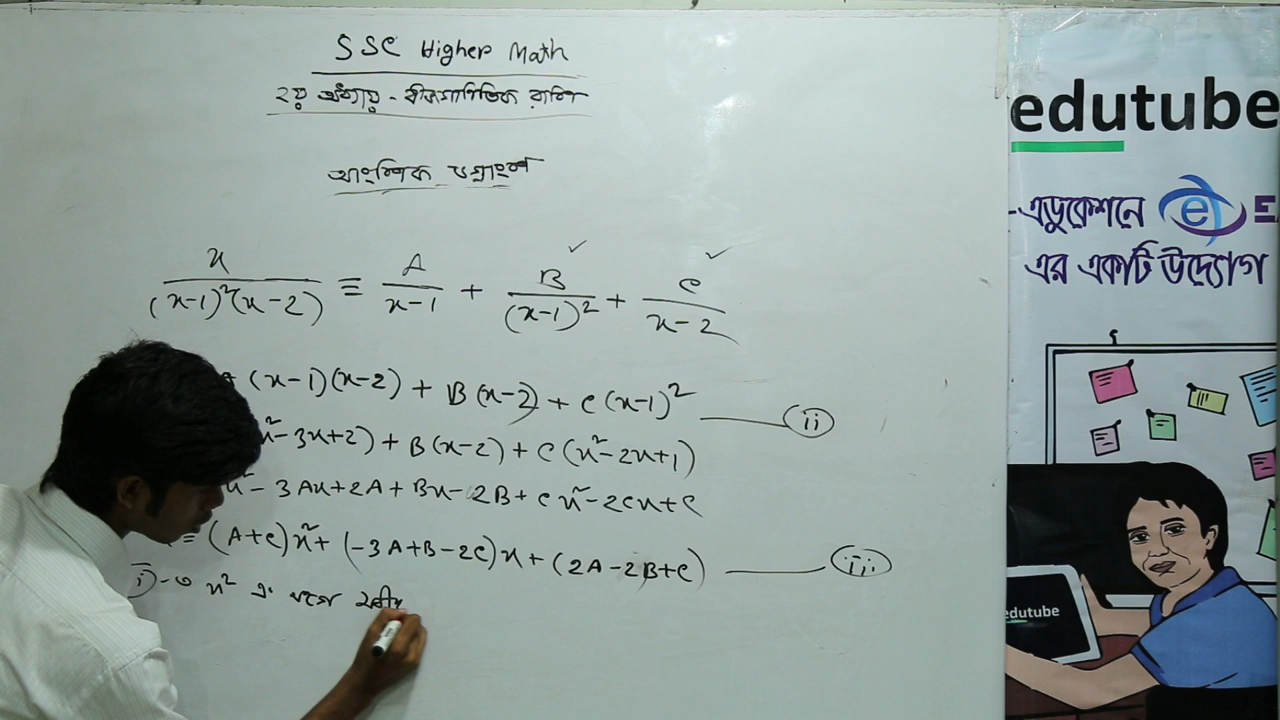 SSC Higher Math
২য় অধ্যায় - বীজগাণিতিক রাশি
আংশিক ভগ্নাংশ
x/((x-1)²(x-2)) ≡ A/(x-1) + B/(x-1)² + C/(x-2)
(x-1)(x-2) + B(x-2) + C(x-1)² —— (ii)
x²-3x+2) + B(x-2) + C(x²-2x+1)
x² - 3Ax + 2A + Bx - 2B + Cx² - 2Cx + C
= (A+C)x² + (-3A+B-2C)x + (2A-2B+C) —— (iii)
x² এর
edutube
-এডুকেশনে e E
এর একটি উদ্যোগ
edutube